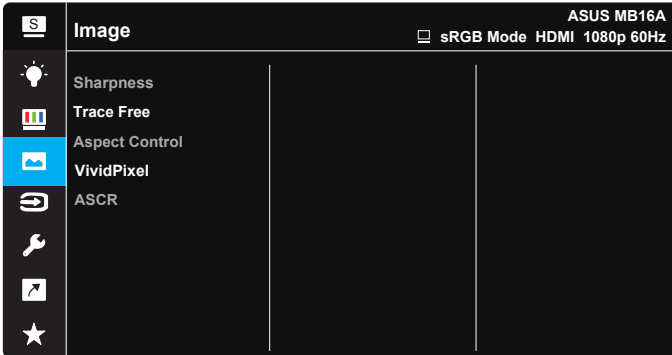 S
Image
ASUS MB16A
sRGB Mode HDMI 1080p 60Hz
Sharpness
Trace Free
Aspect Control
VividPixel
ASCR